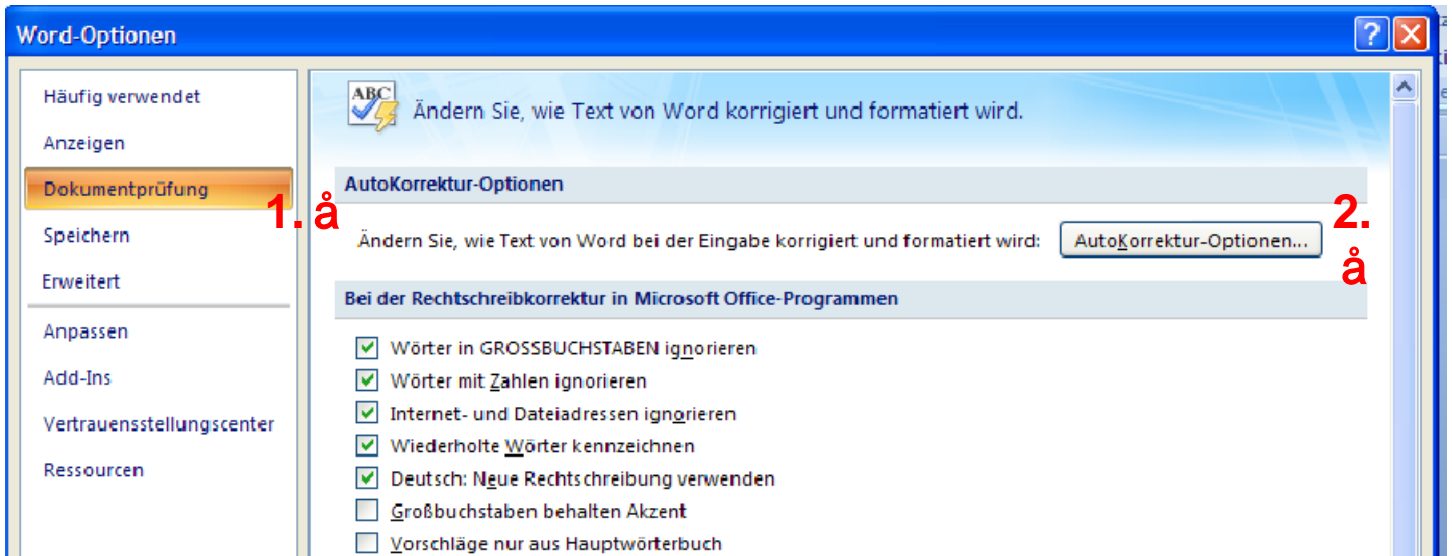 Word-Optionen
Häufig verwendet
Anzeigen
Dokumentprüfung
Speichern
Erweitert
Anpassen
Add-Ins
Vertrauensstellungscenter
Ressourcen
1. å
Ändern Sie, wie Text von Word korrigiert und formatiert wird.
AutoKorrektur-Optionen
Ändern Sie, wie Text von Word bei der Eingabe korrigiert und formatiert wird:
AutoKorrektur-Optionen...
2.
å
Bei der Rechtschreibkorrektur in Microsoft Office-Programmen
Wörter in GROSSBUCHSTABEN ignorieren
Wörter mit Zahlen ignorieren
Internet- und Dateiadressen ignorieren
Wiederholte Wörter kennzeichnen
Deutsch: Neue Rechtschreibung verwenden
Großbuchstaben behalten Akzent
Vorschläge nur aus Hauptwörterbuch